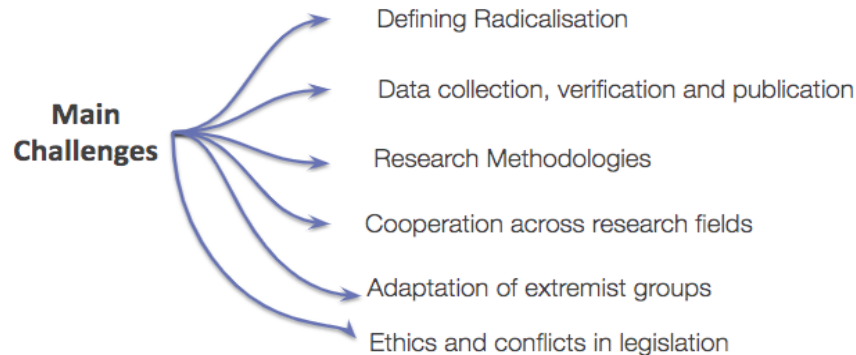 Defining Radicalisation
Data collection, verification and publication
Main
Challenges
Research Methodologies
Cooperation across research fields
Adaptation of extremist groups
Ethics and conflicts in legislation